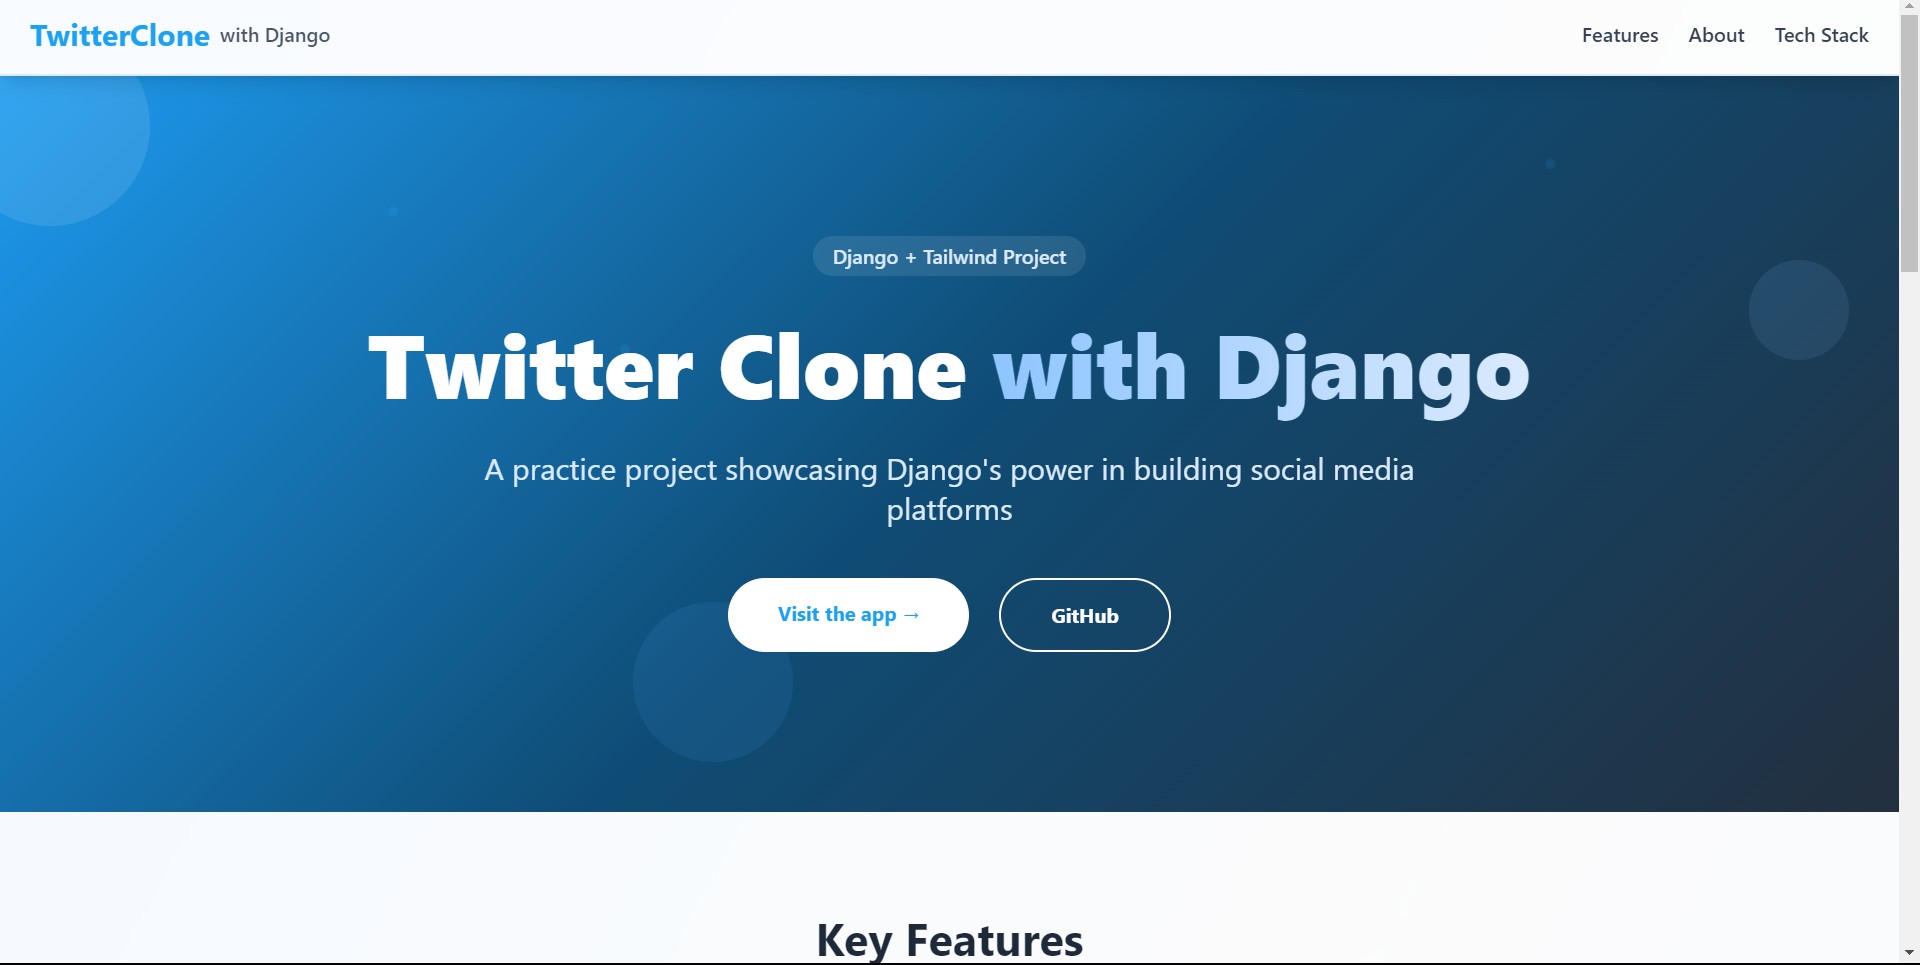 TwitterClone with Django
Features
About
Tech Stack
Django + Tailwind Project
Twitter Clone with Django
A practice project showcasing Django's power in building social media
platforms
Visit the app →
GitHub
Key Features